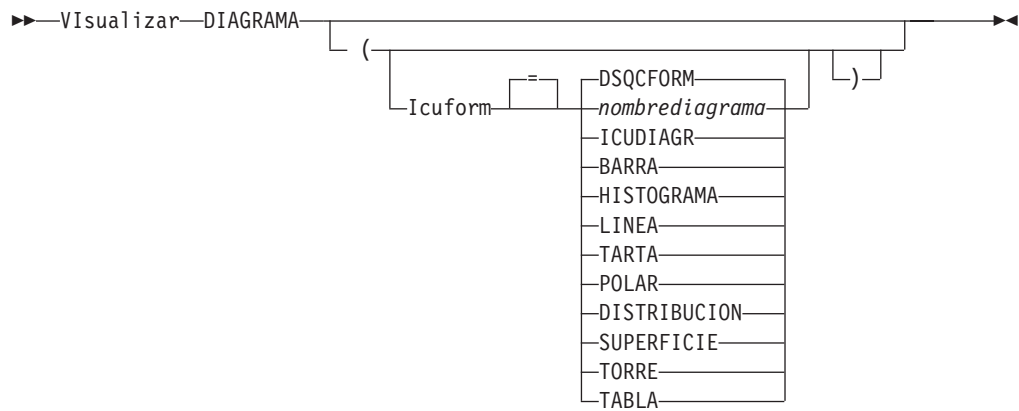 VIsualizar DIAGRAMA
(
Icuform = DSQCFORM )
nombrediagrama
ICUDIAGR
BARRA
HISTOGRAMA
LINEA
TARTA
POLAR
DISTRIBUCION
SUPERFICIE
TORRE
TABLA